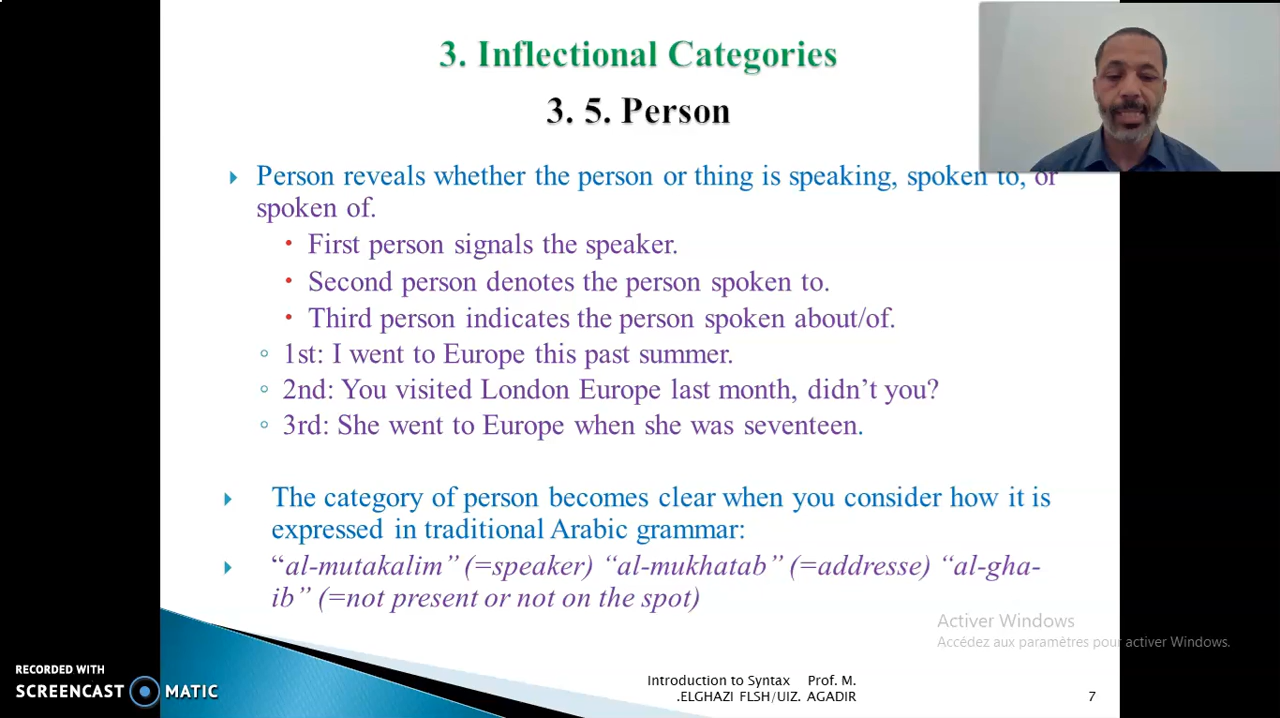 3. Inflectional Categories
3. 5. Person
Person reveals whether the person or thing is speaking, spoken to, or
spoken of.
First person signals the speaker.
Second person denotes the person spoken to.
Third person indicates the person spoken about/of.
1st: I went to Europe this past summer.
2nd: You visited London Europe last month, didn’t you?
3rd: She went to Europe when she was seventeen.
The category of person becomes clear when you consider how it is
expressed in traditional Arabic grammar:
“al-mutakalim” (=speaker) “al-mukhatab” (=addresse) “al-gha-
ib” (=not present or not on the spot)
Activer Windows
Accédez aux paramètres pour activer Windows.
RECORDED WITH
SCREENCAST MATIC
Introduction to Syntax Prof. M.
.ELGHAZI FLSH/UIZ. AGADIR
7